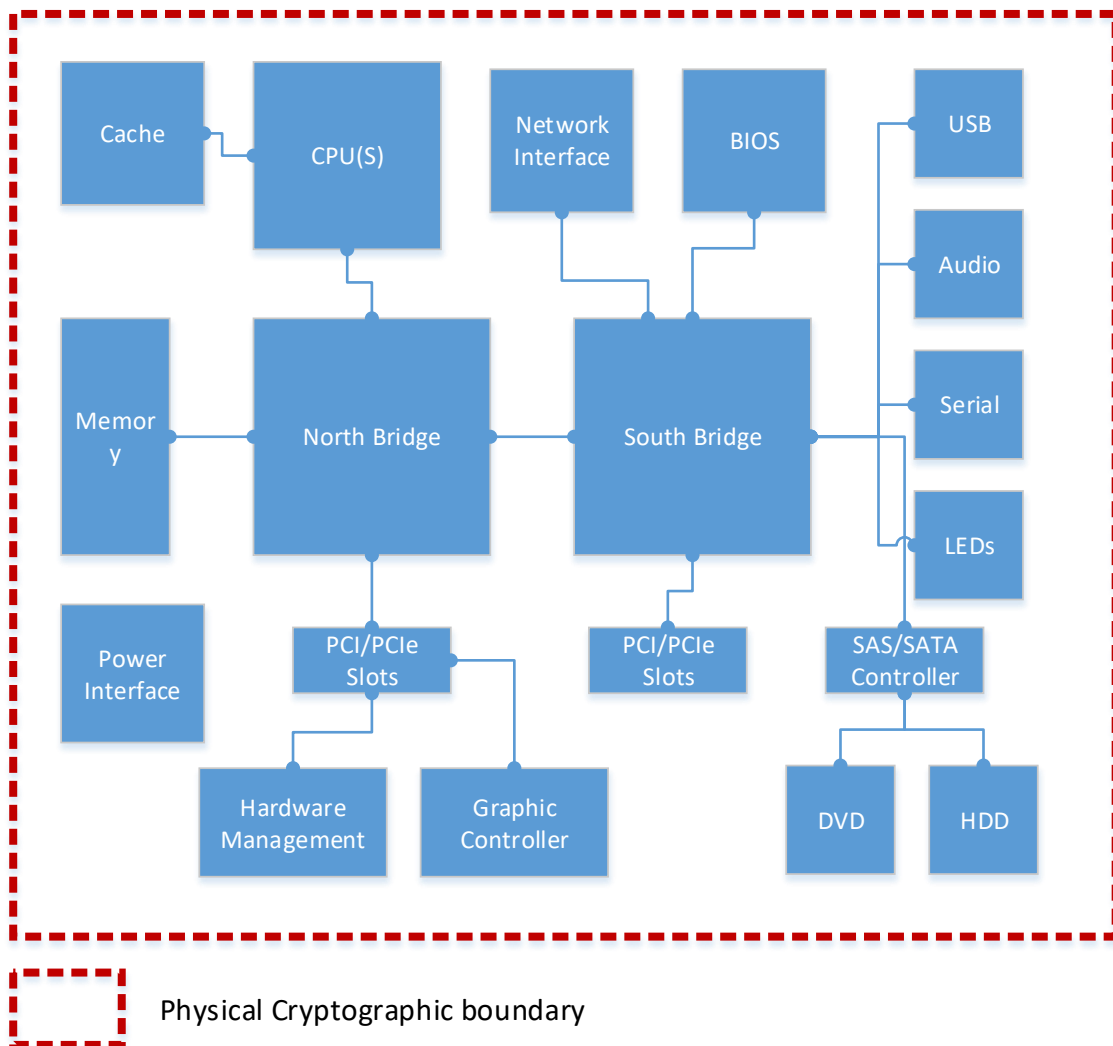 Cache
CPU(S)
Network
Interface
BIOS
USB
Audio
Memor
y
North Bridge
South Bridge
Serial
LEDs
Power
Interface
PCI/PCIe
Slots
PCI/PCIe
Slots
SAS/SATA
Controller
Hardware
Management
Graphic
Controller
DVD
HDD
Physical Cryptographic boundary